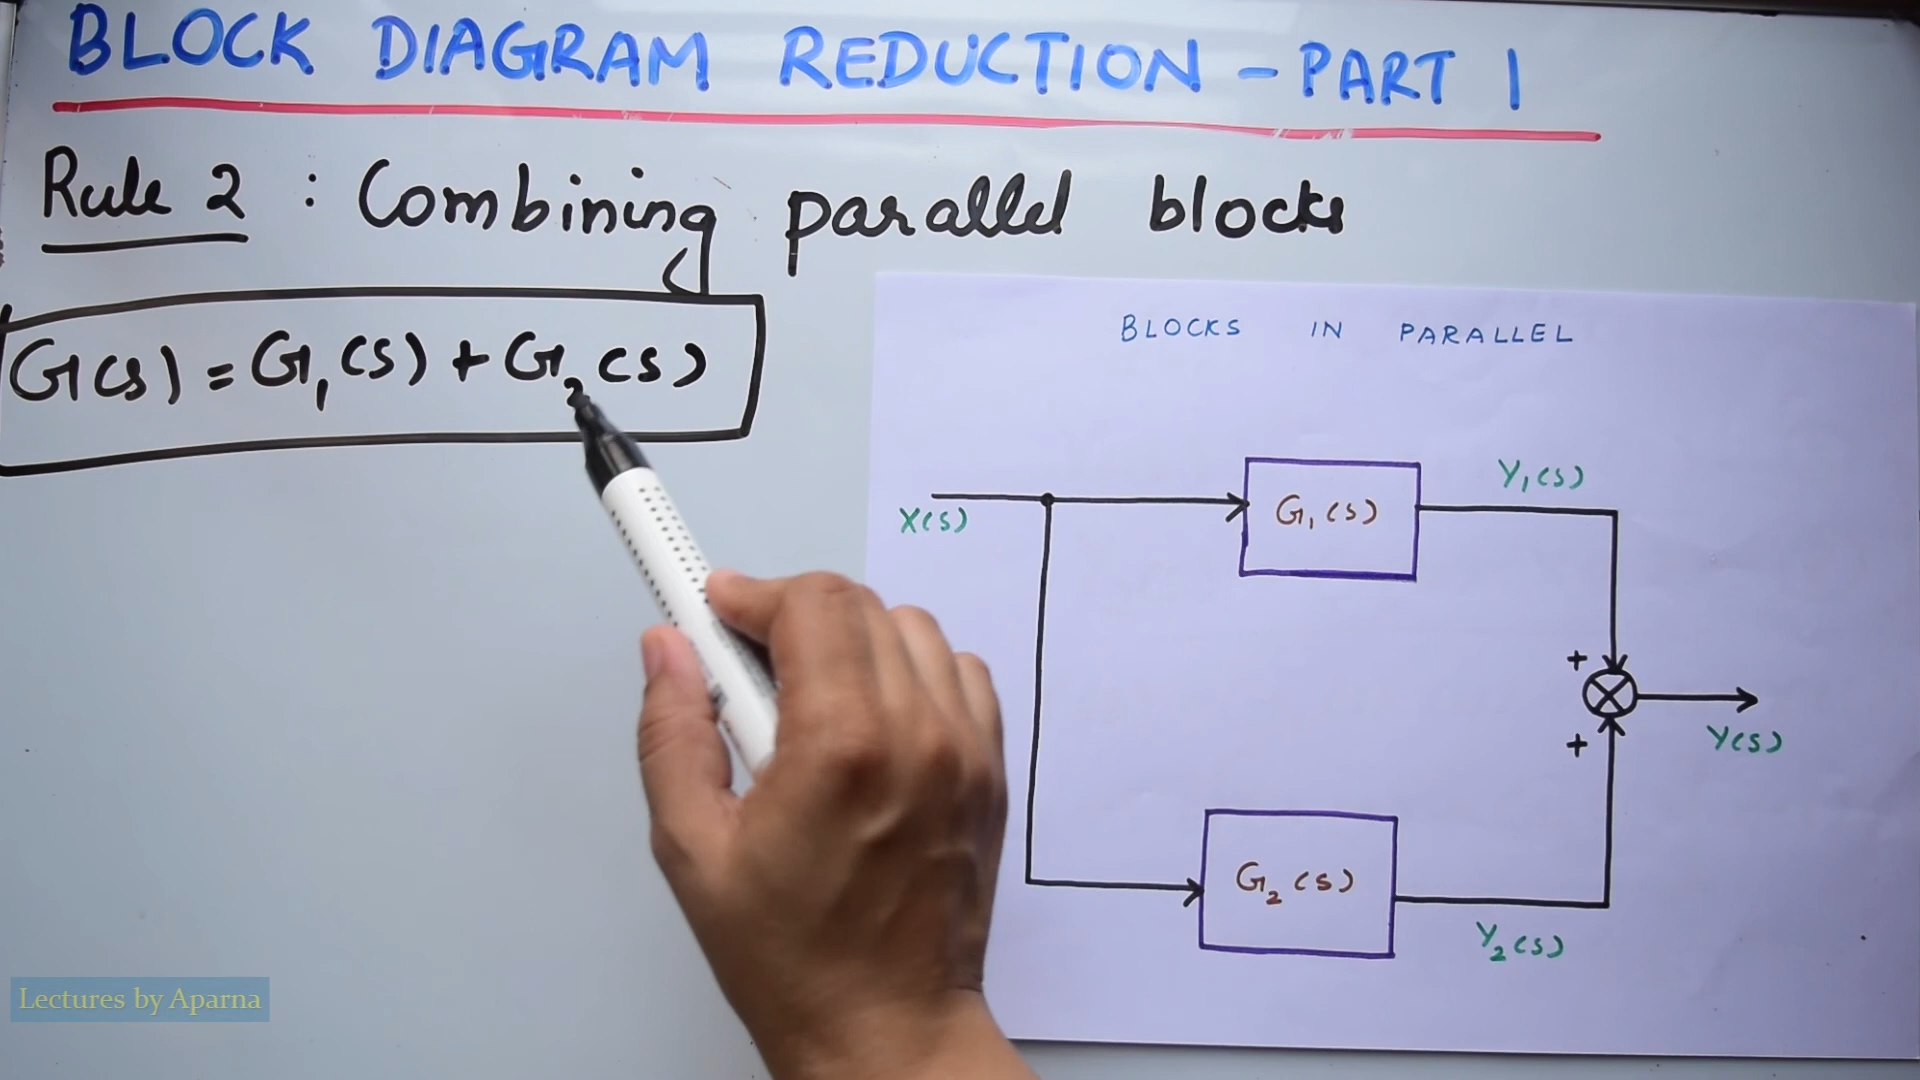 BLOCK DIAGRAM REDUCTION - PART 1
Rule 2 : Combining parallel blocks
G(s) = G₁(s) + G₂(s)
BLOCKS IN PARALLEL
X(s)
G₁(s)
Y₁(s)
+
+
Y(s)
G₂(s)
Y₂(s)
Lectures by Aparna